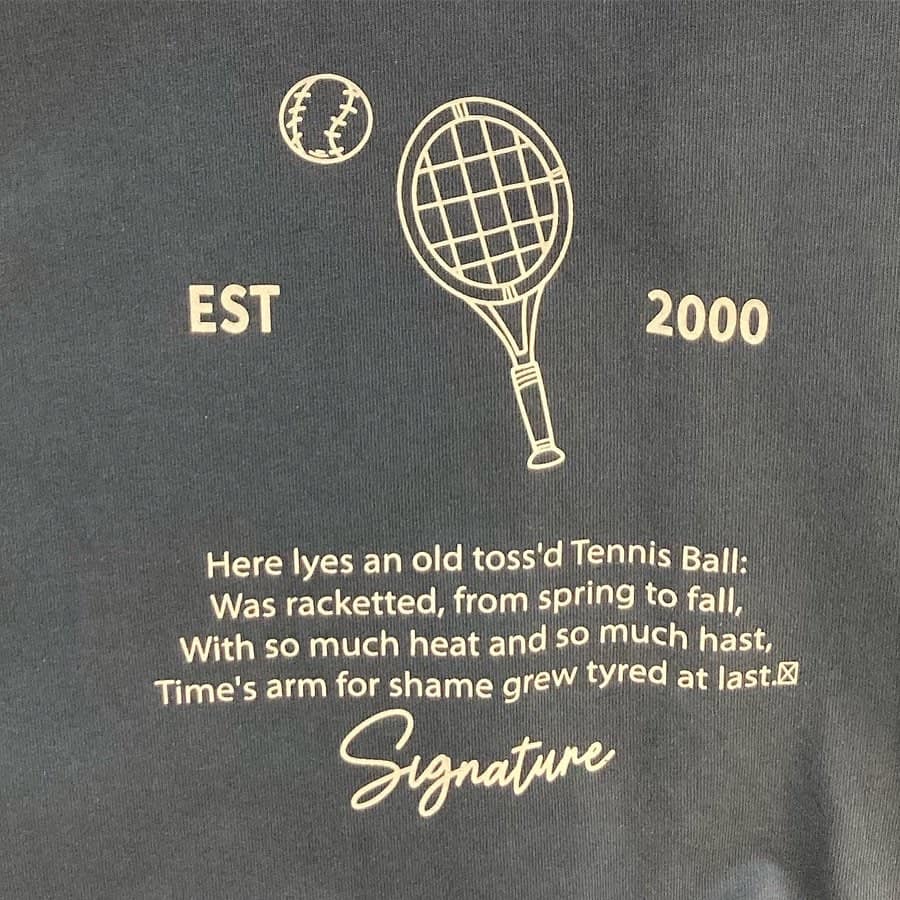 EST 2000
Here lyes an old toss'd Tennis Ball:
Was racketted, from spring to fall,
With so much heat and so much hast,
Time's arm for shame grew tyred at last.
Signature